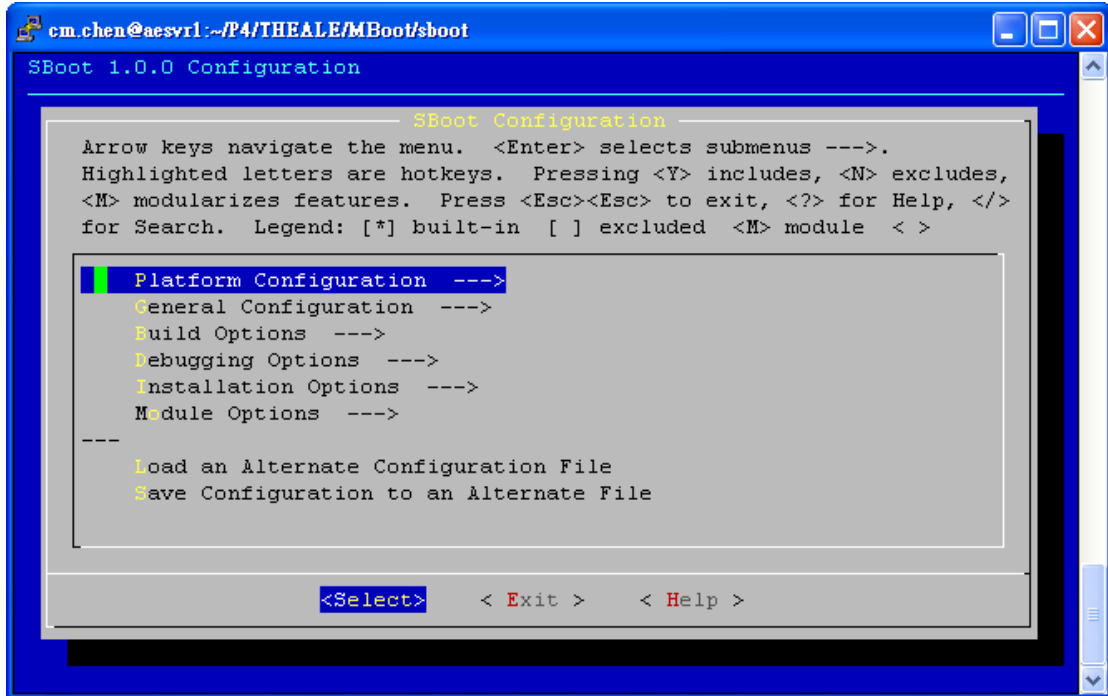 cm.chen@aesvr1:~/P4/THEALE/MBoot/sboot
SBoot 1.0.0 Configuration
SBoot Configuration
Arrow keys navigate the menu.  <Enter> selects submenus --->.
Highlighted letters are hotkeys.  Pressing <Y> includes, <N> excludes,
<M> modularizes features.  Press <Esc><Esc> to exit, <?> for Help, </>
for Search.  Legend: [*] built-in  [ ] excluded  <M> module  < >
Platform Configuration  --->
General Configuration  --->
Build Options  --->
Debugging Options  --->
Installation Options  --->
Module Options  --->
---
Load an Alternate Configuration File
Save Configuration to an Alternate File
<Select>    < Exit >    < Help >